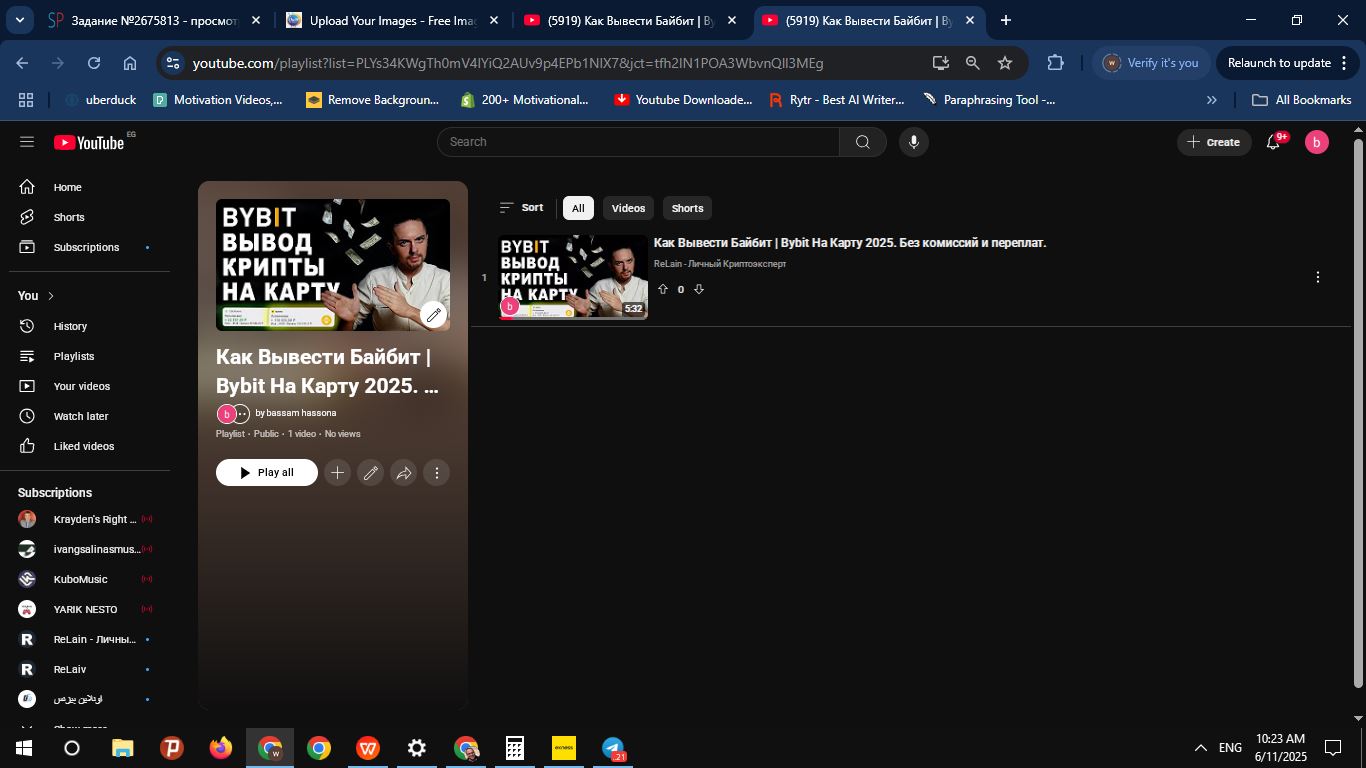 Задание №2675813 - просмотр
Upload Your Images - Free Imag
(5919) Как Вывести Байбит | By
(5919) Как Вывести Байбит | By
youtube.com/playlist?list=PLYs34KWgTh0mV4lYiQ2AUv9p4EPb1NIX7&jct=tfh2IN1POA3WbvnQlI3MEg
Verify it's you
Relaunch to update
uberduck
Motivation Videos,...
Remove Backgroun...
200+ Motivational...
Youtube Downloade...
Rytr - Best AI Writer...
Paraphrasing Tool -...
»
All Bookmarks
YouTube EG
Search
Create
9+
b
Home
Shorts
Subscriptions
You
History
Playlists
Your videos
Watch later
Liked videos
Subscriptions
Krayden's Right ...
ivangsalinasmus...
KuboMusic
YARIK NESTO
ReLain - Личны...
ReLaiv
اونلاين بيزنس
BYBIT
ВЫВОД
КРИПТЫ
НА КАРТУ
Как Вывести Байбит |
Bybit На Карту 2025. ...
b
by bassam hassona
Playlist • Public • 1 video • No views
Play all
Sort
All
Videos
Shorts
1
BYBIT
ВЫВОД
КРИПТЫ
НА КАРТУ
b
5:32
Как Вывести Байбит | Bybit На Карту 2025. Без комиссий и переплат.
ReLain - Личный Криптоэксперт
0
exness
21
ENG
10:23 AM
6/11/2025